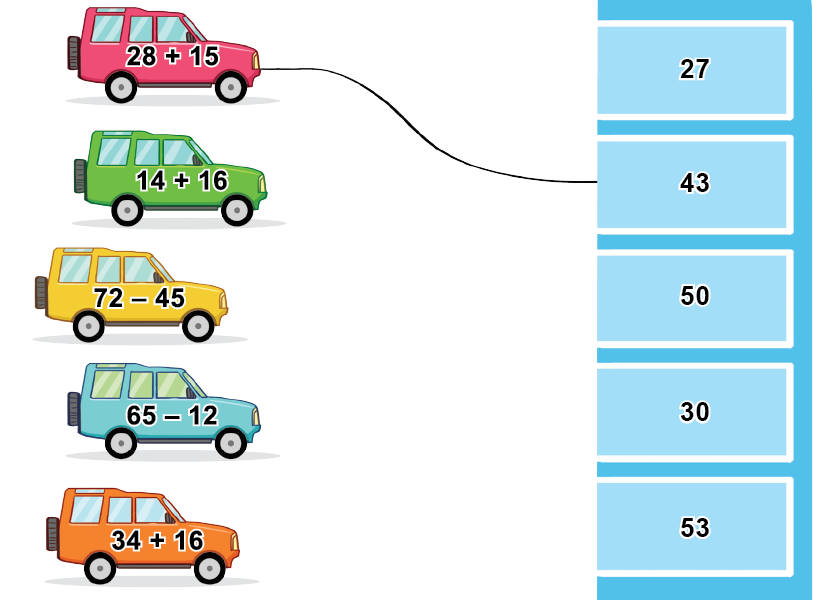 28 + 15
27
14 + 16
43
72 – 45
50
65 – 12
30
34 + 16
53